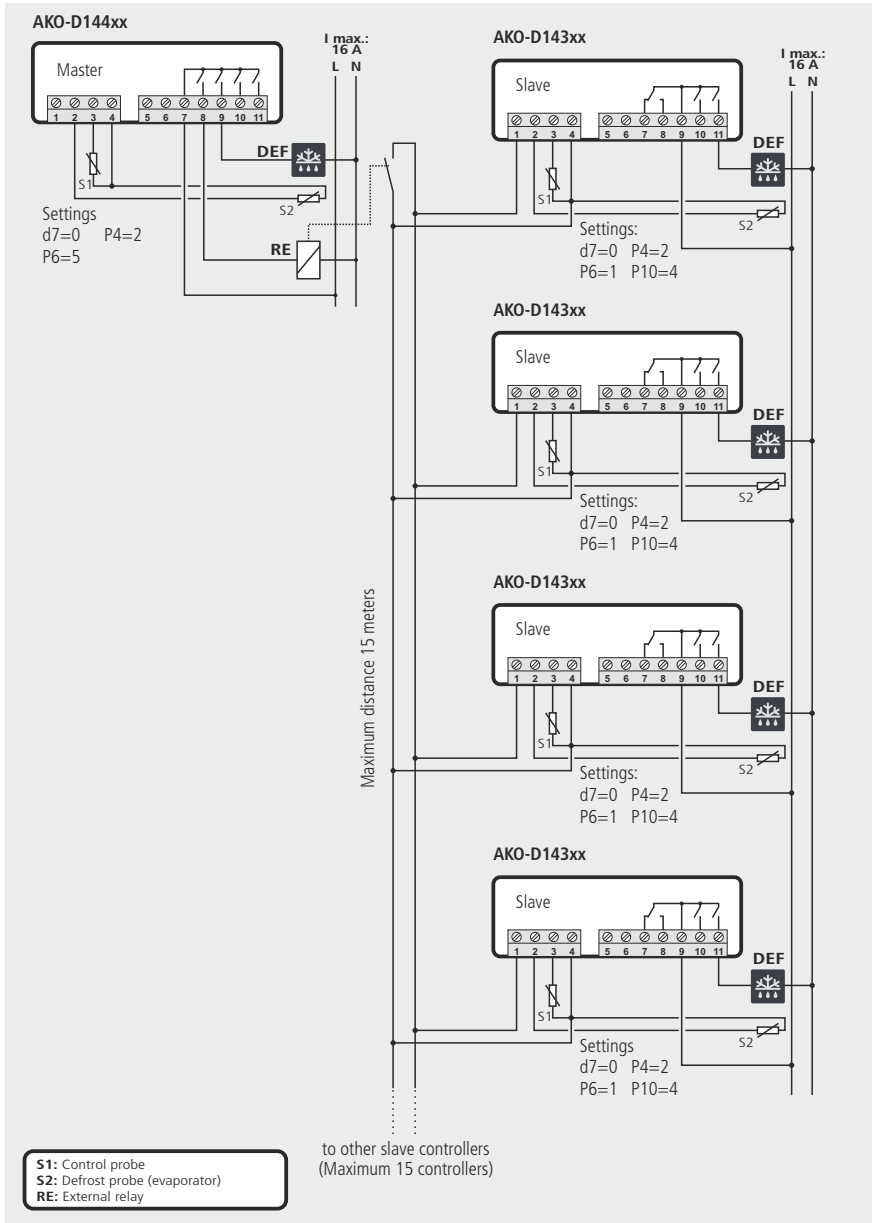 AKO-D144xx
I max.:
16 A
L N
Master
1 2 3 4 5 6 7 8 9 10 11
DEF
S1
S2
Settings
d7=0 P4=2
P6=5
RE
AKO-D143xx
I max.:
16 A
L N
Slave
1 2 3 4 5 6 7 8 9 10 11
DEF
S1
S2
Settings:
d7=0 P4=2
P6=1 P10=4
AKO-D143xx
Slave
1 2 3 4 5 6 7 8 9 10 11
DEF
S1
S2
Settings:
d7=0 P4=2
P6=1 P10=4
Maximum distance 15 meters
AKO-D143xx
Slave
1 2 3 4 5 6 7 8 9 10 11
DEF
S1
S2
Settings:
d7=0 P4=2
P6=1 P10=4
AKO-D143xx
Slave
1 2 3 4 5 6 7 8 9 10 11
DEF
S1
S2
Settings
d7=0 P4=2
P6=1 P10=4
to other slave controllers
(Maximum 15 controllers)
S1: Control probe
S2: Defrost probe (evaporator)
RE: External relay